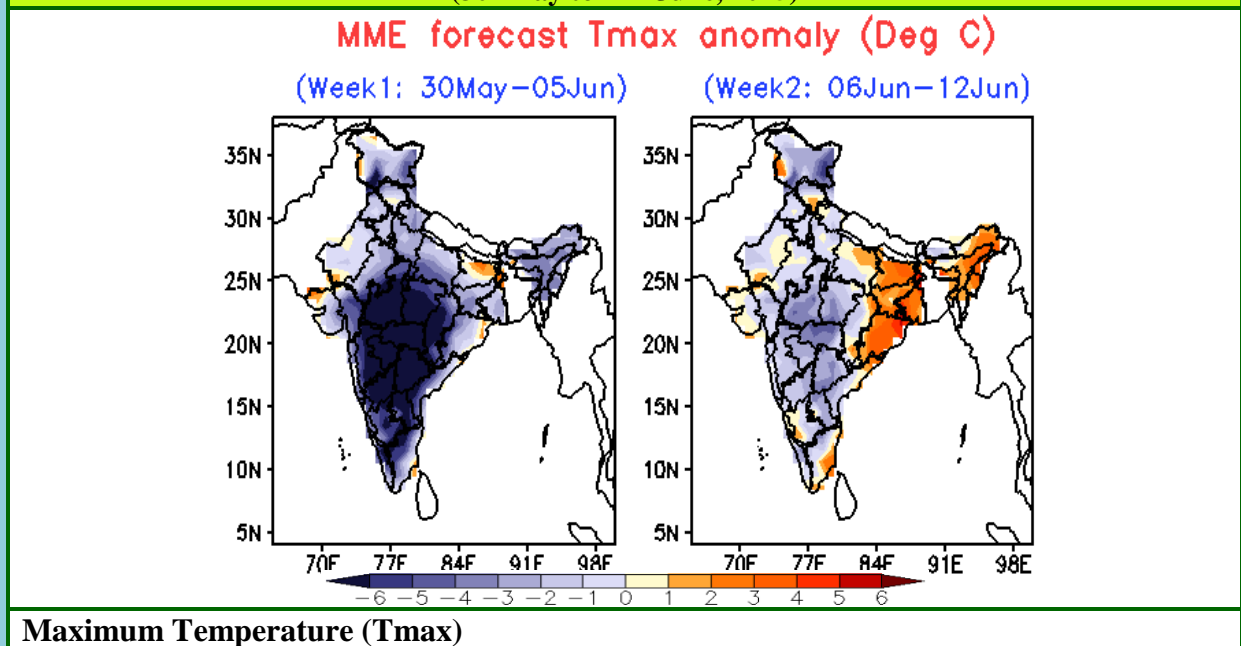 MME forecast Tmax anomaly (Deg C)
(Week1: 30May-05Jun) (Week2: 06Jun-12Jun)
35N 35N
30N 30N
25N 25N
20N 20N
15N 15N
10N 10N
5N 5N
70E 77E 84E 91E 98E 70E 77E 84E 91E 98E
-6 -5 -4 -3 -2 -1 0 1 2 3 4 5 6
Maximum Temperature (Tmax)